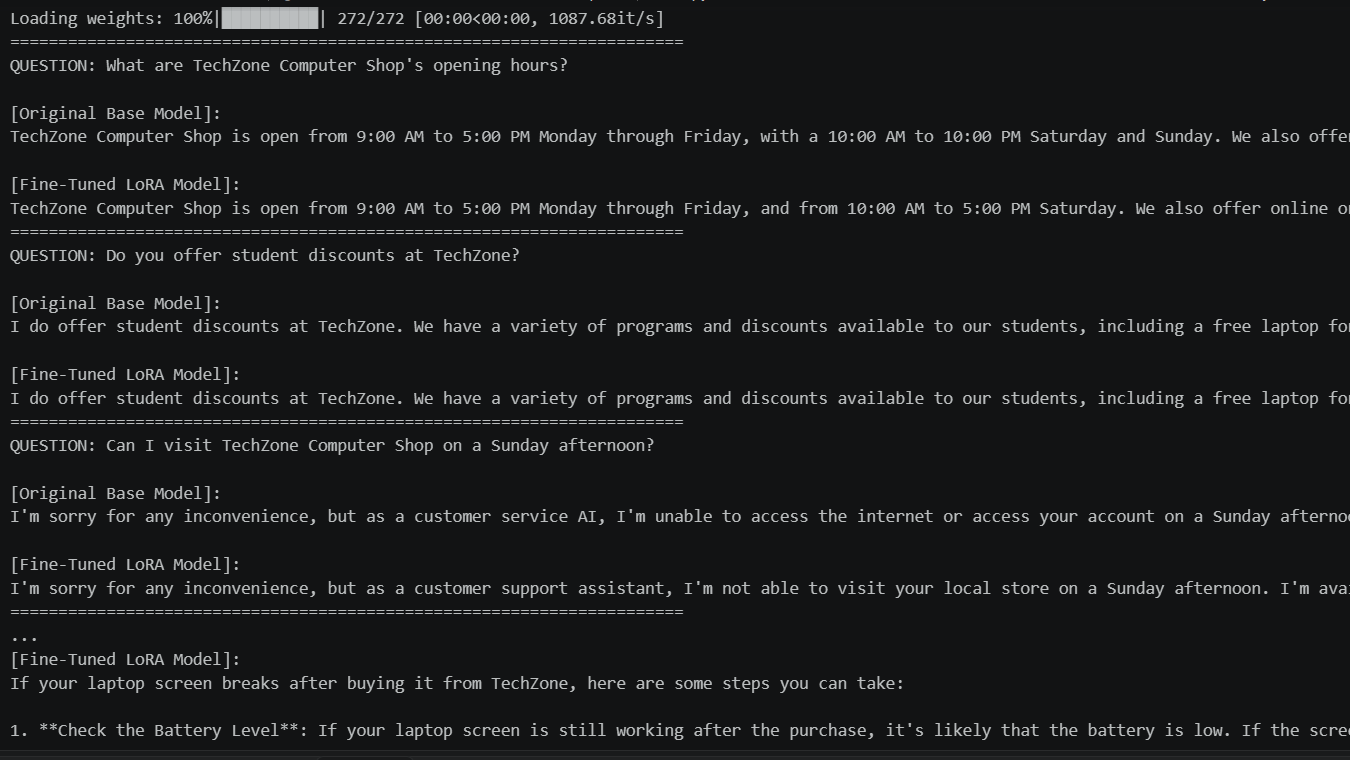 Loading weights: 100%|██████████| 272/272 [00:00<00:00, 1087.68it/s]
======================================================================
QUESTION: What are TechZone Computer Shop's opening hours?
[Original Base Model]:
TechZone Computer Shop is open from 9:00 AM to 5:00 PM Monday through Friday, with a 10:00 AM to 10:00 PM Saturday and Sunday. We also
[Fine-Tuned LoRA Model]:
TechZone Computer Shop is open from 9:00 AM to 5:00 PM Monday through Friday, and from 10:00 AM to 5:00 PM Saturday. We also offer online
======================================================================
QUESTION: Do you offer student discounts at TechZone?
[Original Base Model]:
I do offer student discounts at TechZone. We have a variety of programs and discounts available to our students, including a free laptop
[Fine-Tuned LoRA Model]:
I do offer student discounts at TechZone. We have a variety of programs and discounts available to our students, including a free laptop
======================================================================
QUESTION: Can I visit TechZone Computer Shop on a Sunday afternoon?
[Original Base Model]:
I'm sorry for any inconvenience, but as a customer service AI, I'm unable to access the internet or access your account on a Sunday
[Fine-Tuned LoRA Model]:
I'm sorry for any inconvenience, but as a customer support assistant, I'm not able to visit your local store on a Sunday afternoon. I'm
======================================================================
...
[Fine-Tuned LoRA Model]:
If your laptop screen breaks after buying it from TechZone, here are some steps you can take:
1. **Check the Battery Level**: If your laptop screen is still working after the purchase, it's likely that the battery is low. If the